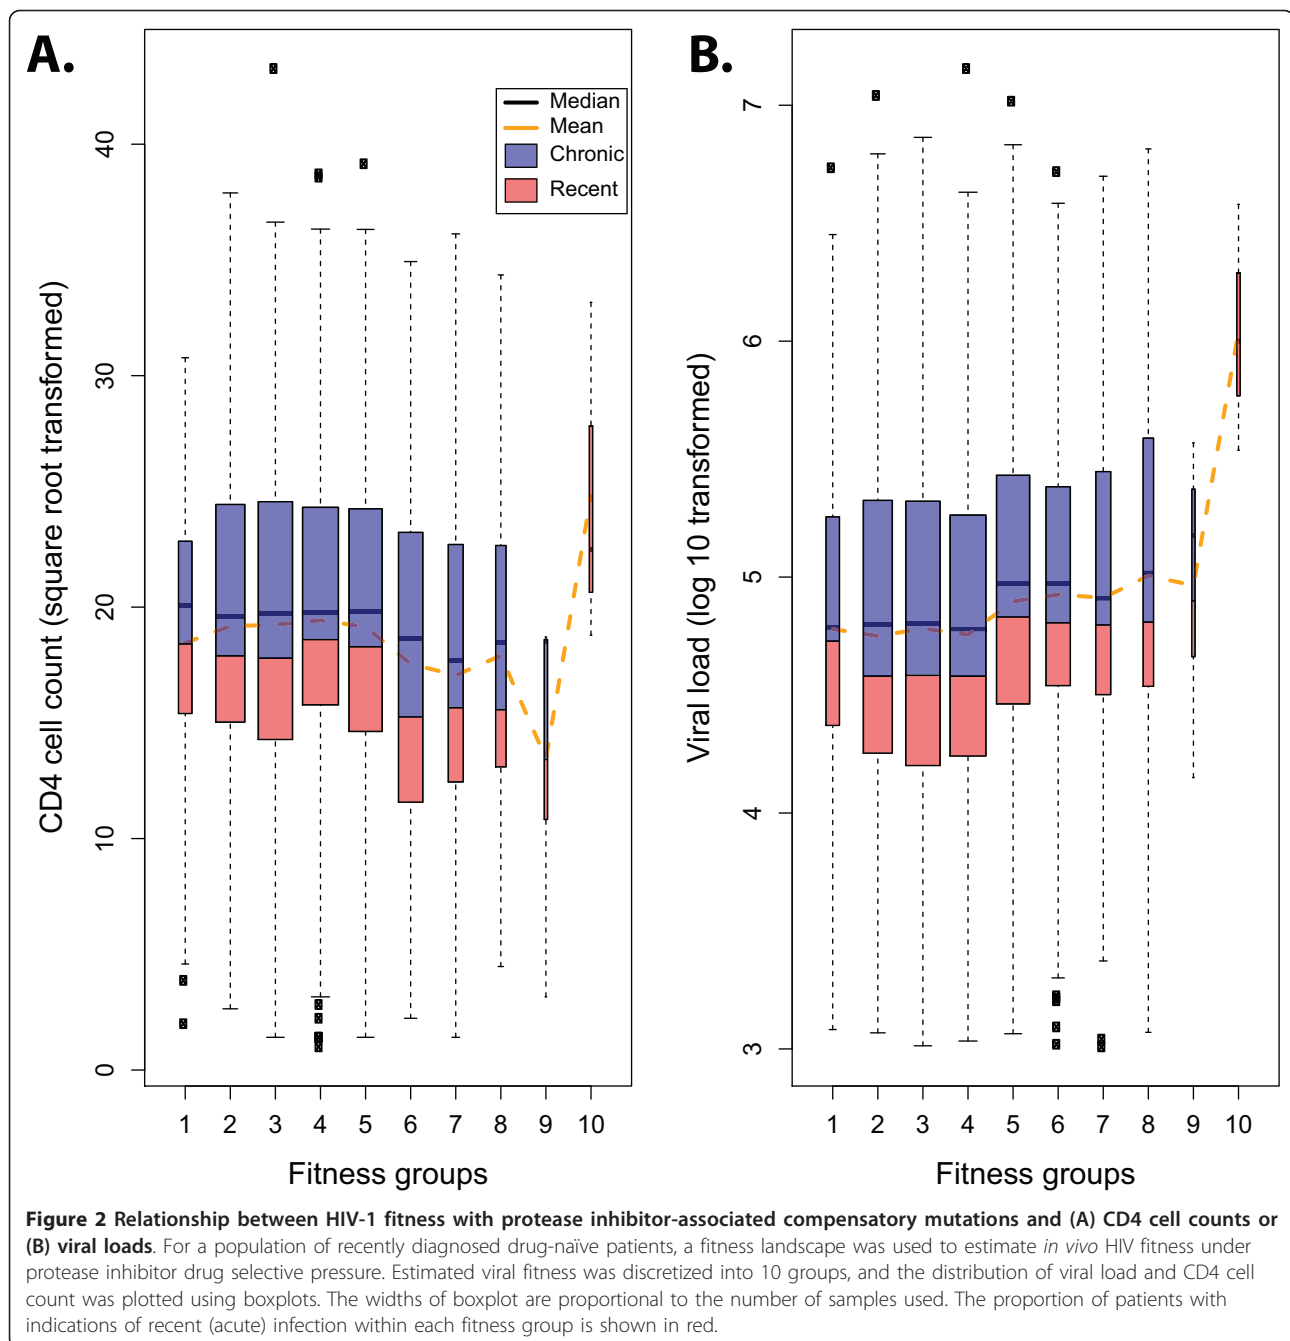 A.
Median
Mean
Chronic
Recent
CD4 cell count (square root transformed)
0
10
20
30
40
1 2 3 4 5 6 7 8 9 10
Fitness groups
B.
Viral load (log 10 transformed)
3
4
5
6
7
1 2 3 4 5 6 7 8 9 10
Fitness groups
Figure 2 Relationship between HIV-1 fitness with protease inhibitor-associated compensatory mutations and (A) CD4 cell counts or
(B) viral loads. For a population of recently diagnosed drug-naïve patients, a fitness landscape was used to estimate in vivo HIV fitness under
protease inhibitor drug selective pressure. Estimated viral fitness was discretized into 10 groups, and the distribution of viral load and CD4 cell
count was plotted using boxplots. The widths of boxplot are proportional to the number of samples used. The proportion of patients with
indications of recent (acute) infection within each fitness group is shown in red.